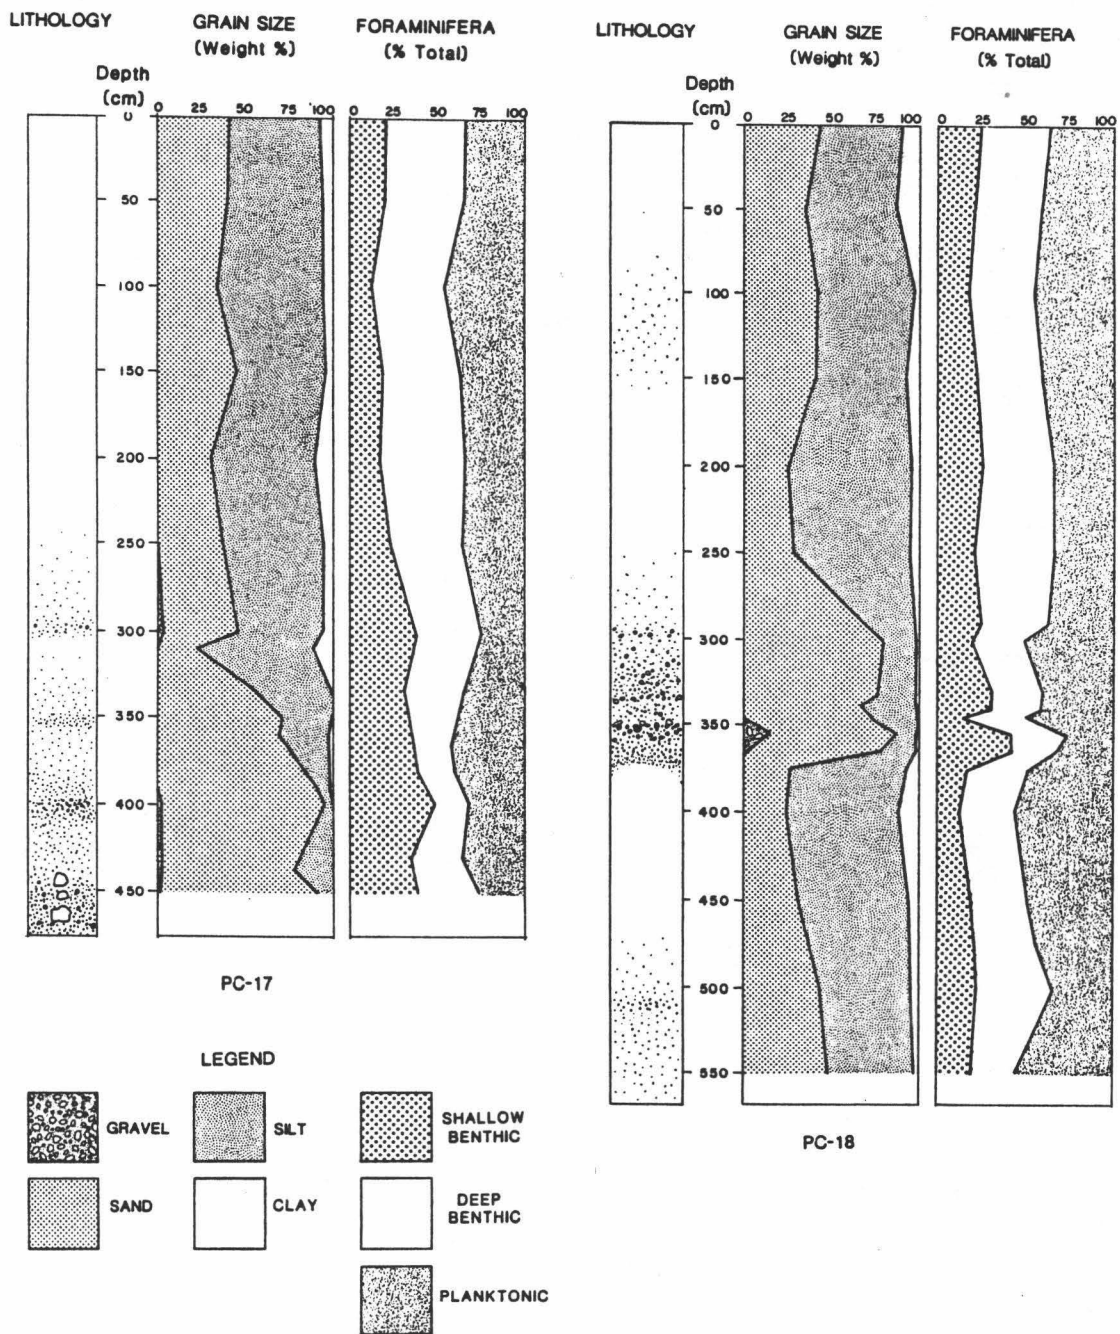 LITHOLOGY
GRAIN SIZE
(Weight %)
FORAMINIFERA
(% Total)
Depth
(cm)
0 25 50 75 100
0 25 50 75 100
0
50
100
150
200
250
300
350
400
450
PC-17
LITHOLOGY
GRAIN SIZE
(Weight %)
FORAMINIFERA
(% Total)
Depth
(cm)
0 25 50 75 100
0 25 50 75 100
0
50
100
150
200
250
300
350
400
450
500
550
PC-18
LEGEND
GRAVEL
SILT
SHALLOW
BENTHIC
SAND
CLAY
DEEP
BENTHIC
PLANKTONIC